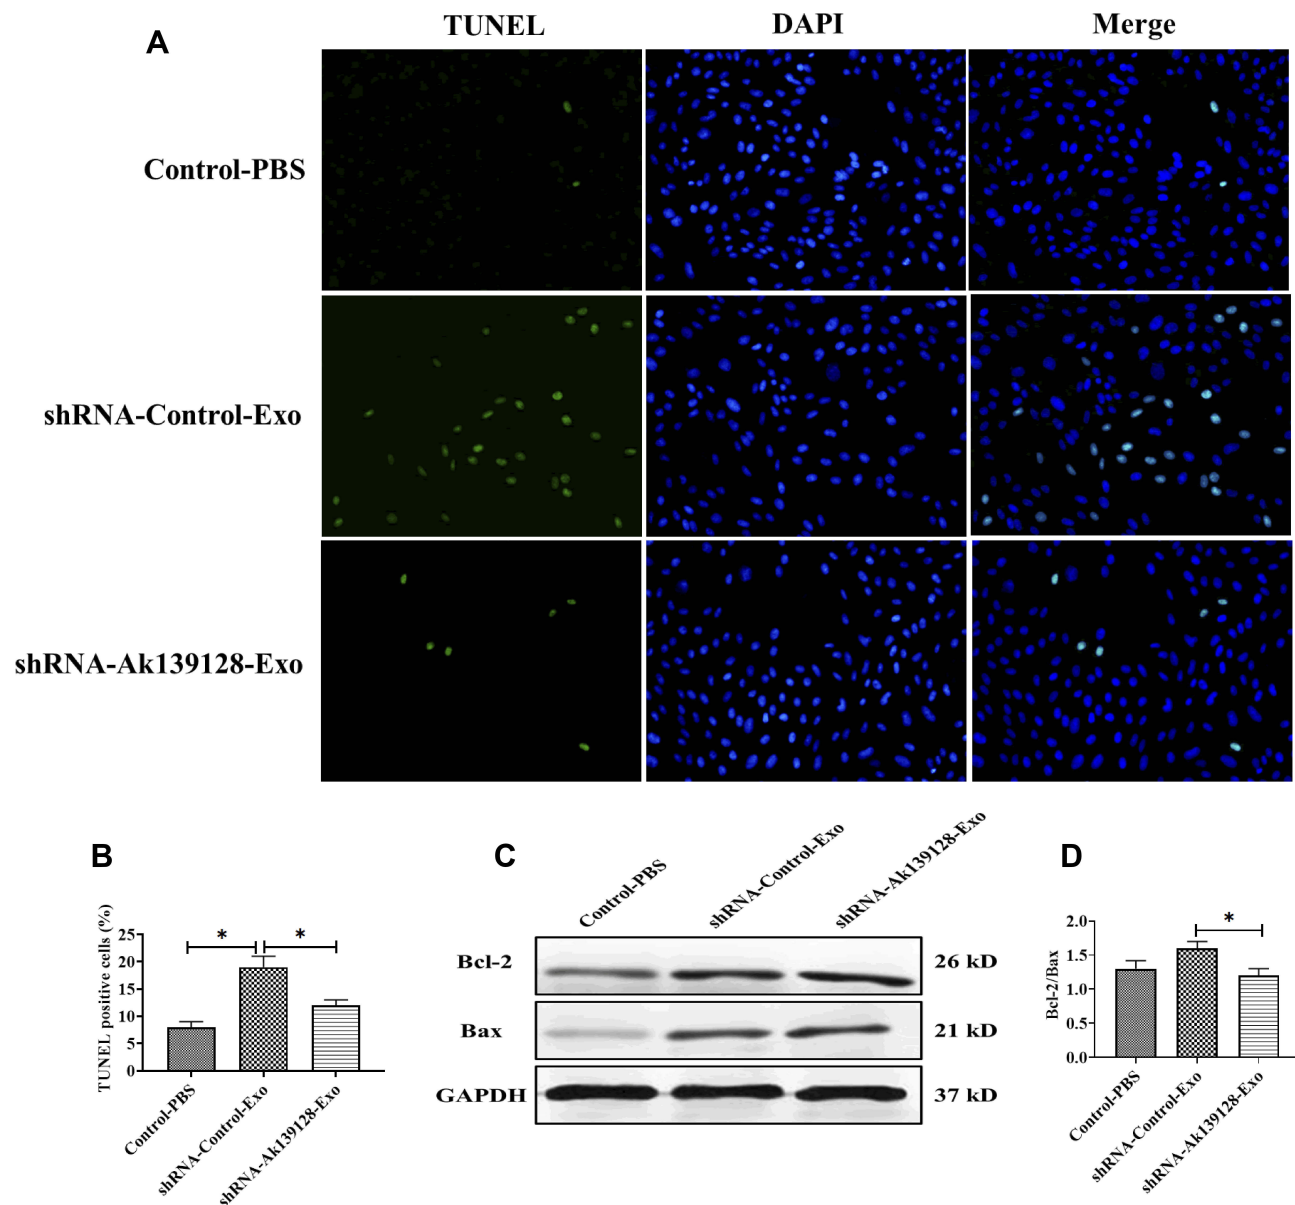 A
TUNEL
DAPI
Merge
Control-PBS
shRNA-Control-Exo
shRNA-Ak139128-Exo
B
TUNEL positive cells (%)
25
20
15
10
5
0
*
*
Control-PBS
shRNA-Control-Exo
shRNA-Ak139128-Exo
C
Control-PBS
shRNA-Control-Exo
shRNA-Ak139128-Exo
Bcl-2
26 kD
Bax
21 kD
GAPDH
37 kD
D
Bcl-2/Bax
2.0
1.5
1.0
0.5
0.0
*
Control-PBS
shRNA-Control-Exo
shRNA-Ak139128-Exo